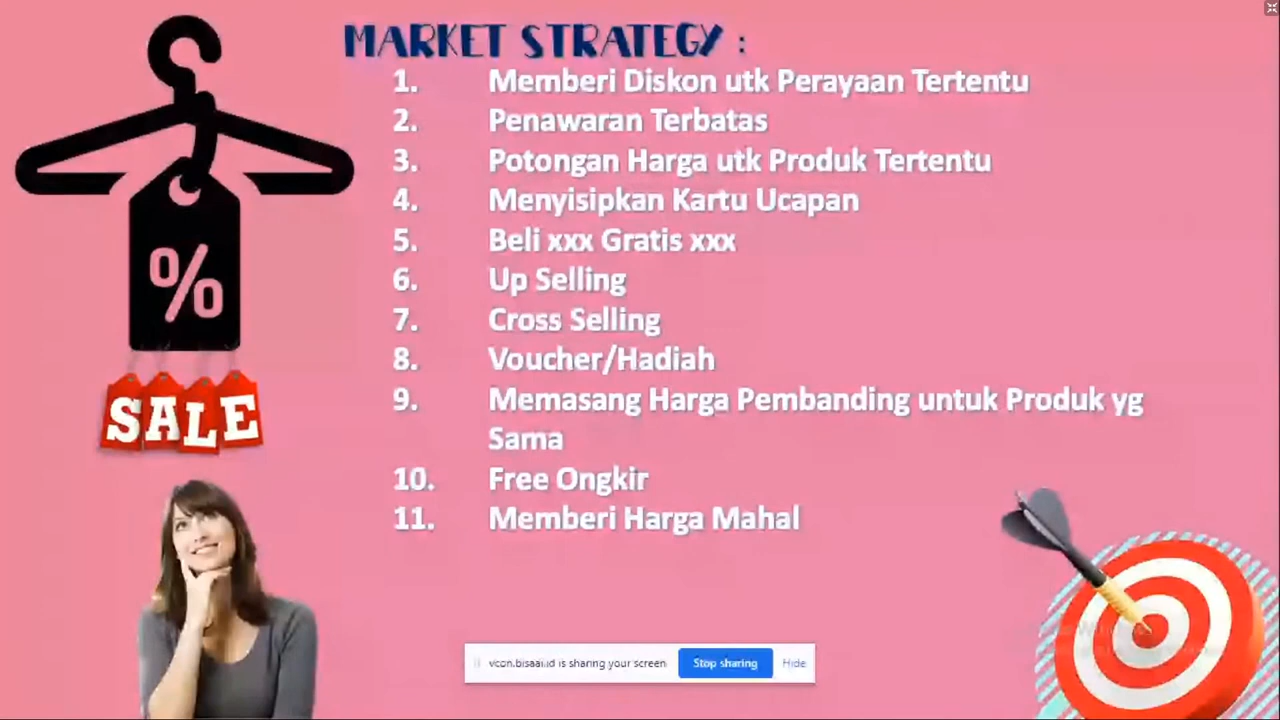 MARKET STRATEGY :
1. Memberi Diskon utk Perayaan Tertentu
2. Penawaran Terbatas
3. Potongan Harga utk Produk Tertentu
4. Menyisipkan Kartu Ucapan
5. Beli xxx Gratis xxx
6. Up Selling
7. Cross Selling
8. Voucher/Hadiah
9. Memasang Harga Pembanding untuk Produk yg
Sama
10. Free Ongkir
11. Memberi Harga Mahal
%
SALE
vcon.bisaai.id is sharing your screen Stop sharing Hide